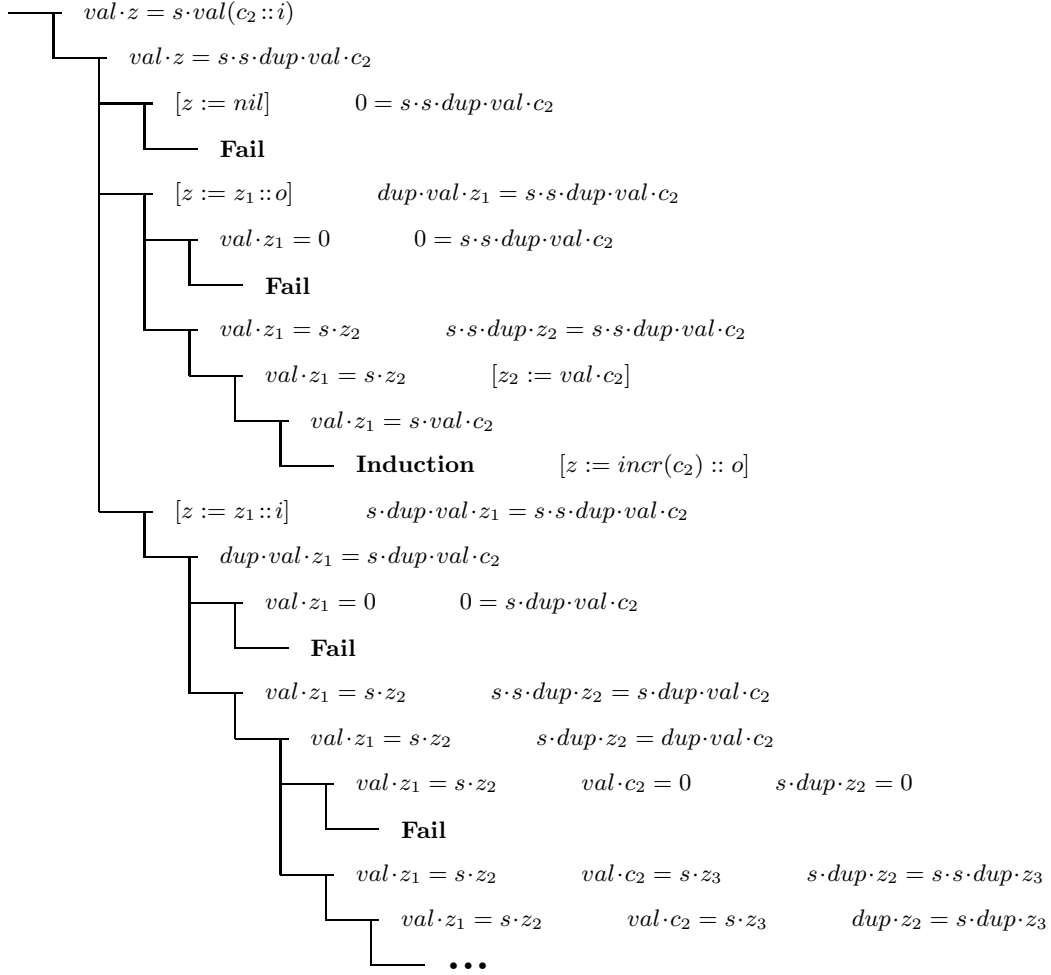 val·z = s·val(c₂ :: i)
val·z = s·s·dup·val·c₂
[z := nil] 0 = s·s·dup·val·c₂
Fail
[z := z₁ :: o] dup·val·z₁ = s·s·dup·val·c₂
val·z₁ = 0 0 = s·s·dup·val·c₂
Fail
val·z₁ = s·z₂ s·s·dup·z₂ = s·s·dup·val·c₂
val·z₁ = s·z₂ [z₂ := val·c₂]
val·z₁ = s·val·c₂
Induction [z := incr(c₂) :: o]
[z := z₁ :: i] s·dup·val·z₁ = s·s·dup·val·c₂
dup·val·z₁ = s·dup·val·c₂
val·z₁ = 0 0 = s·dup·val·c₂
Fail
val·z₁ = s·z₂ s·s·dup·z₂ = s·dup·val·c₂
val·z₁ = s·z₂ s·dup·z₂ = dup·val·c₂
val·z₁ = s·z₂ val·c₂ = 0 s·dup·z₂ = 0
Fail
val·z₁ = s·z₂ val·c₂ = s·z₃ s·dup·z₂ = s·s·dup·z₃
val·z₁ = s·z₂ val·c₂ = s·z₃ dup·z₂ = s·dup·z₃
•••